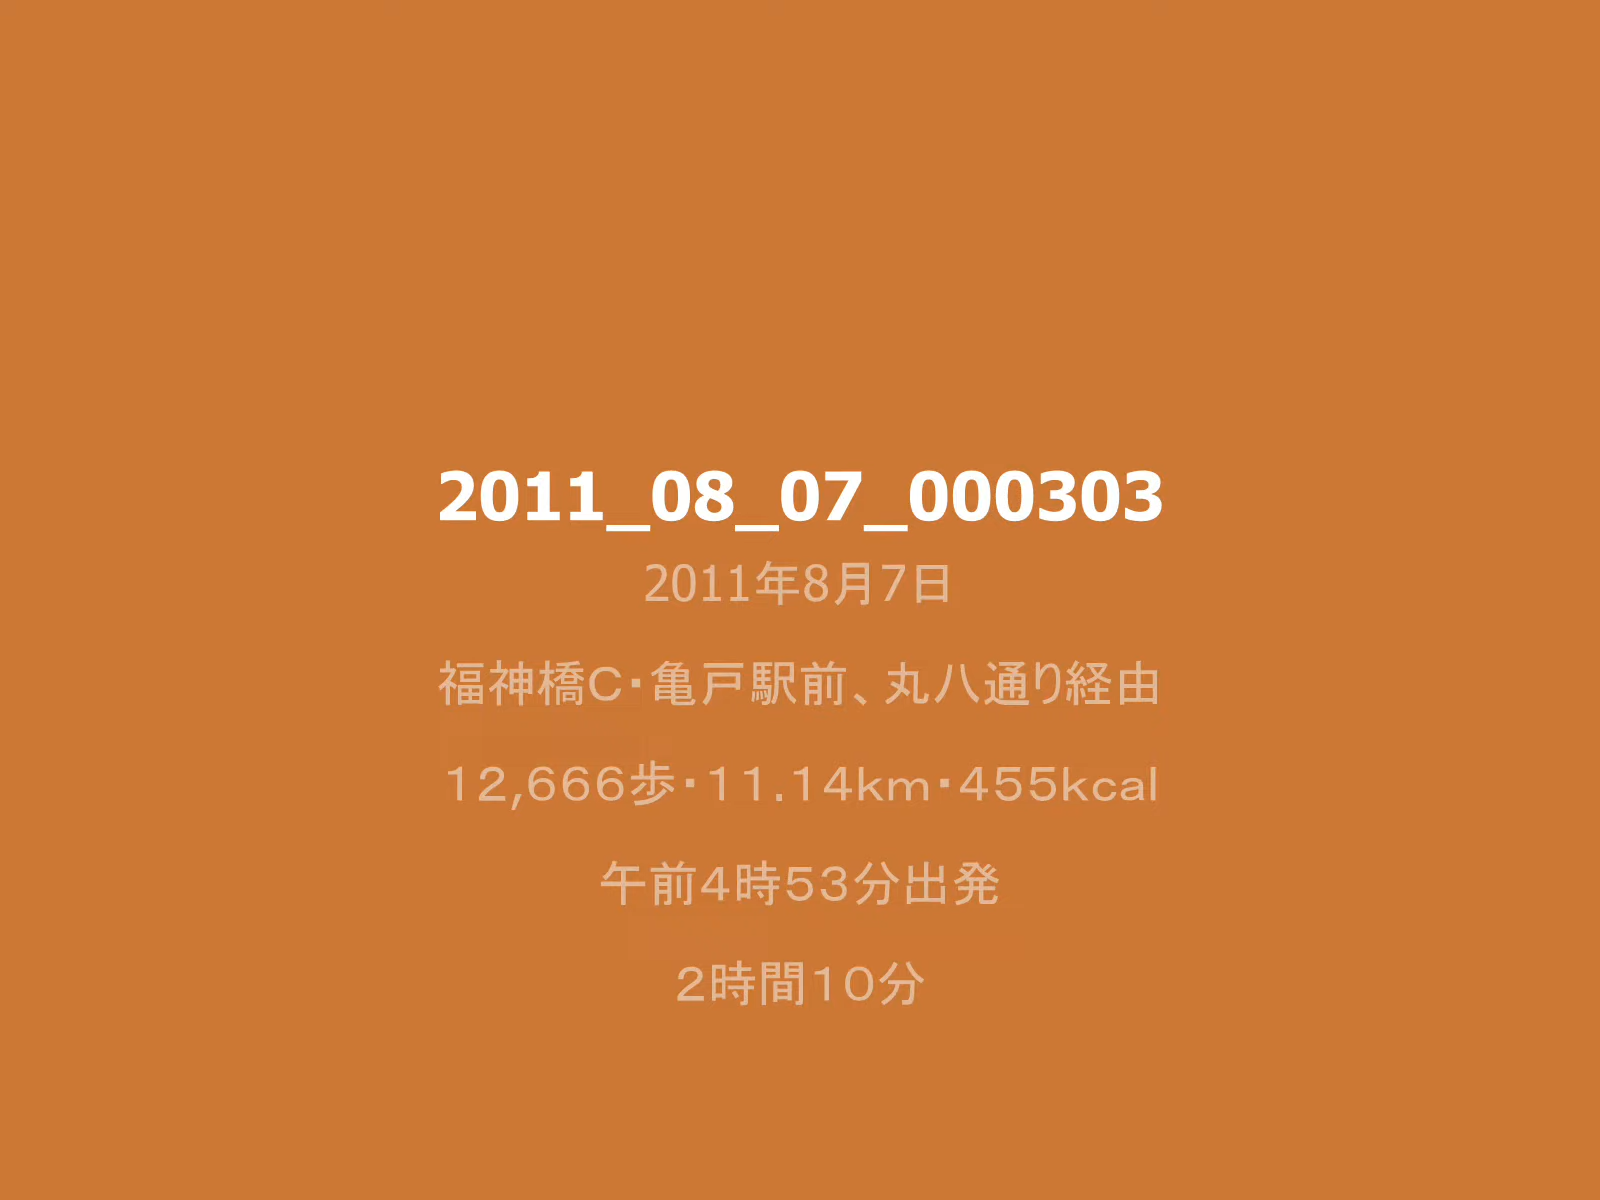 2011_08_07_000303
2011年8月7日
福神橋C・亀戸駅前、丸八通り経由
12,666歩・11.14km・455kcal
午前4時53分出発
2時間10分